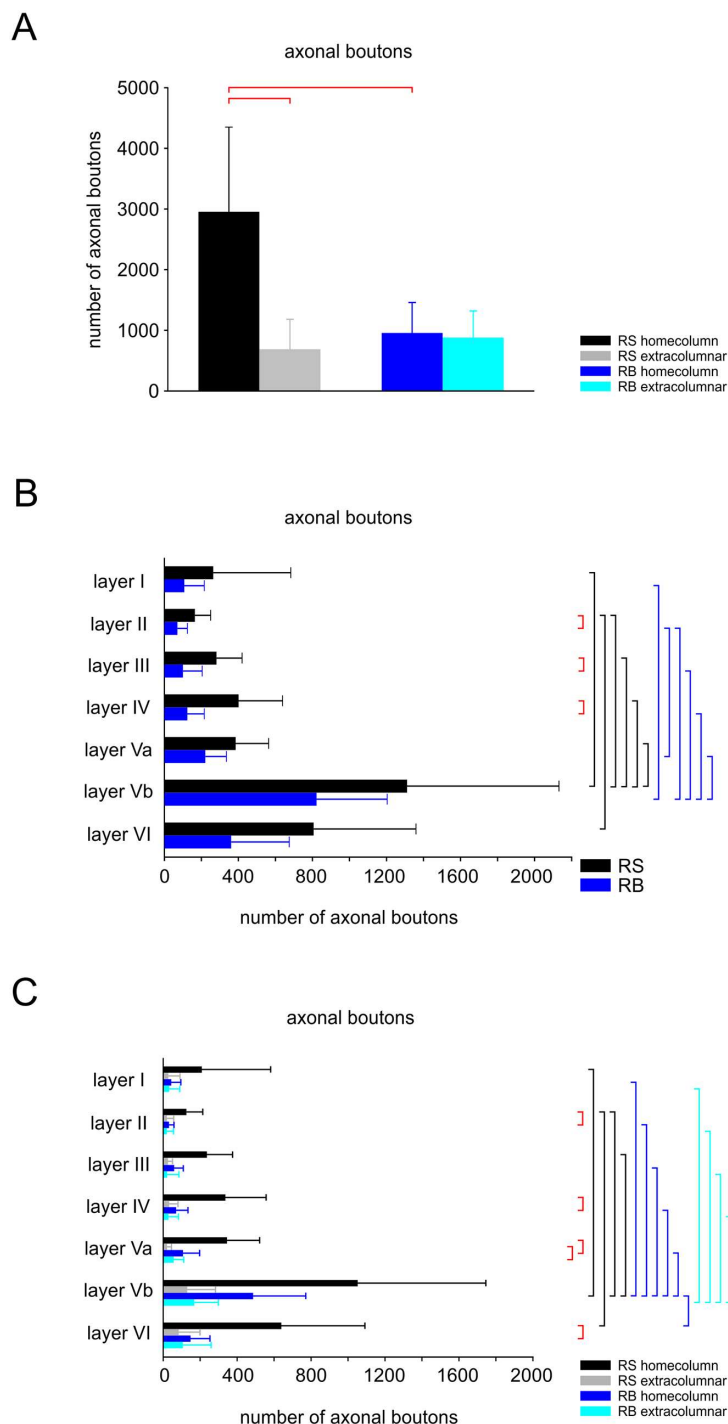 A
axonal boutons
number of axonal boutons
5000
4000
3000
2000
1000
0
RS homecolumn
RS extracolumnar
RB homecolumn
RB extracolumnar
B
axonal boutons
layer I
layer II
layer III
layer IV
layer Va
layer Vb
layer VI
0 400 800 1200 1600 2000
number of axonal boutons
RS
RB
C
axonal boutons
layer I
layer II
layer III
layer IV
layer Va
layer Vb
layer VI
0 400 800 1200 1600 2000
number of axonal boutons
RS homecolumn
RS extracolumnar
RB homecolumn
RB extracolumnar